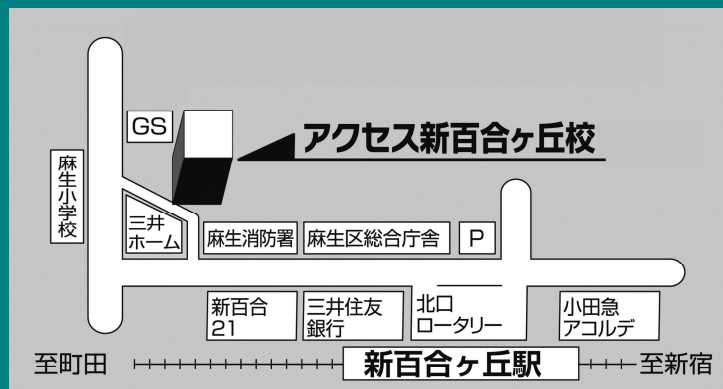 GS
アクセス新百合ヶ丘校
麻生小学校
三井
ホーム
麻生消防署
麻生区総合庁舎
P
新百合
21
三井住友
銀行
北口
ロータリー
小田急
アコルデ
至町田
新百合ヶ丘駅
至新宿